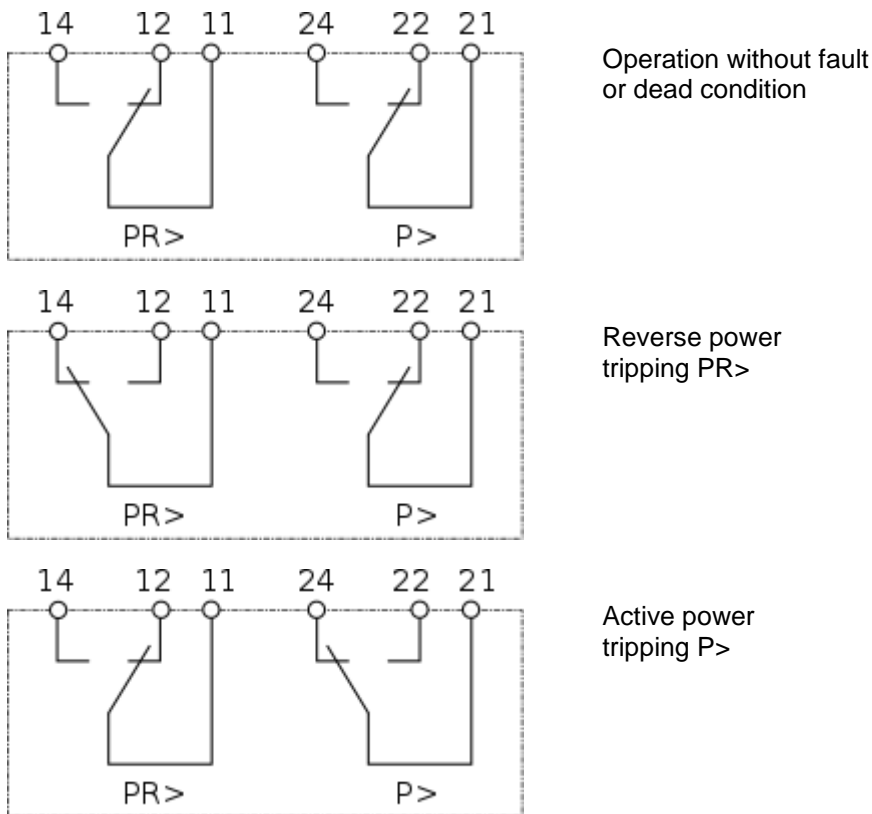 14 12 11 24 22 21
Operation without fault
or dead condition
PR> P>
14 12 11 24 22 21
Reverse power
tripping PR>
PR> P>
14 12 11 24 22 21
Active power
tripping P>
PR> P>